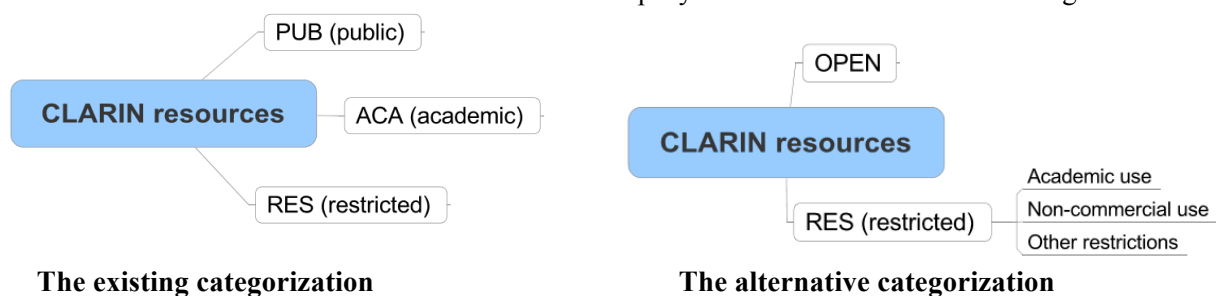 PUB (public)
CLARIN resources
ACA (academic)
RES (restricted)
The existing categorization
OPEN
CLARIN resources
RES (restricted)
Academic use
Non-commercial use
Other restrictions
The alternative categorization